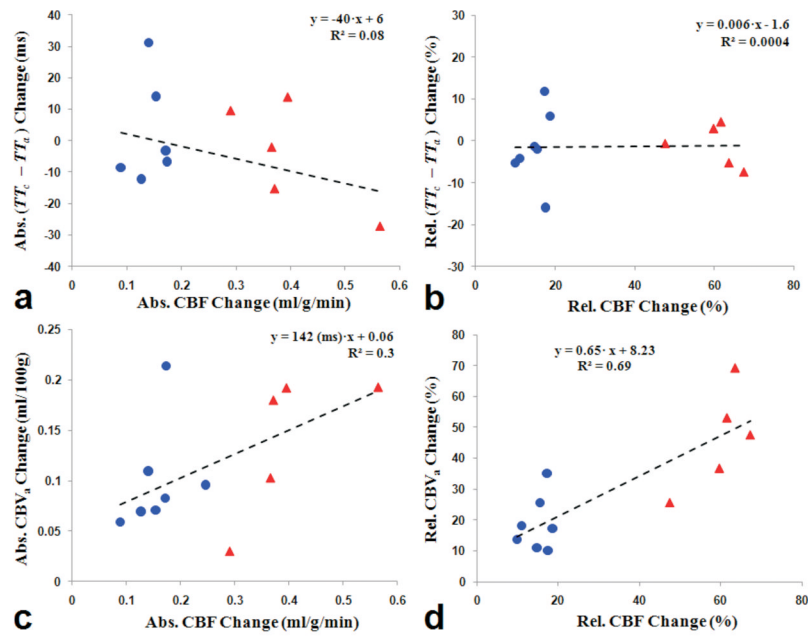 y = -40·x + 6
R² = 0.08
Abs. (TTc − TTa) Change (ms)
40
30
20
10
0
-10
-20
-30
-40
0
0.1
0.2
0.3
0.4
0.5
0.6
Abs. CBF Change (ml/g/min)
a
y = 0.006·x - 1.6
R² = 0.0004
Rel. (TTc − TTa) Change (%)
30
20
10
0
-10
-20
-30
0
20
40
60
80
Rel. CBF Change (%)
b
y = 142 (ms)·x + 0.06
R² = 0.3
Abs. CBVa Change (ml/100g)
0.25
0.2
0.15
0.1
0.05
0
0
0.1
0.2
0.3
0.4
0.5
0.6
Abs. CBF Change (ml/g/min)
c
y = 0.65· x + 8.23
R² = 0.69
Rel. CBVa Change (%)
80
70
60
50
40
30
20
10
0
0
20
40
60
80
Rel. CBF Change (%)
d